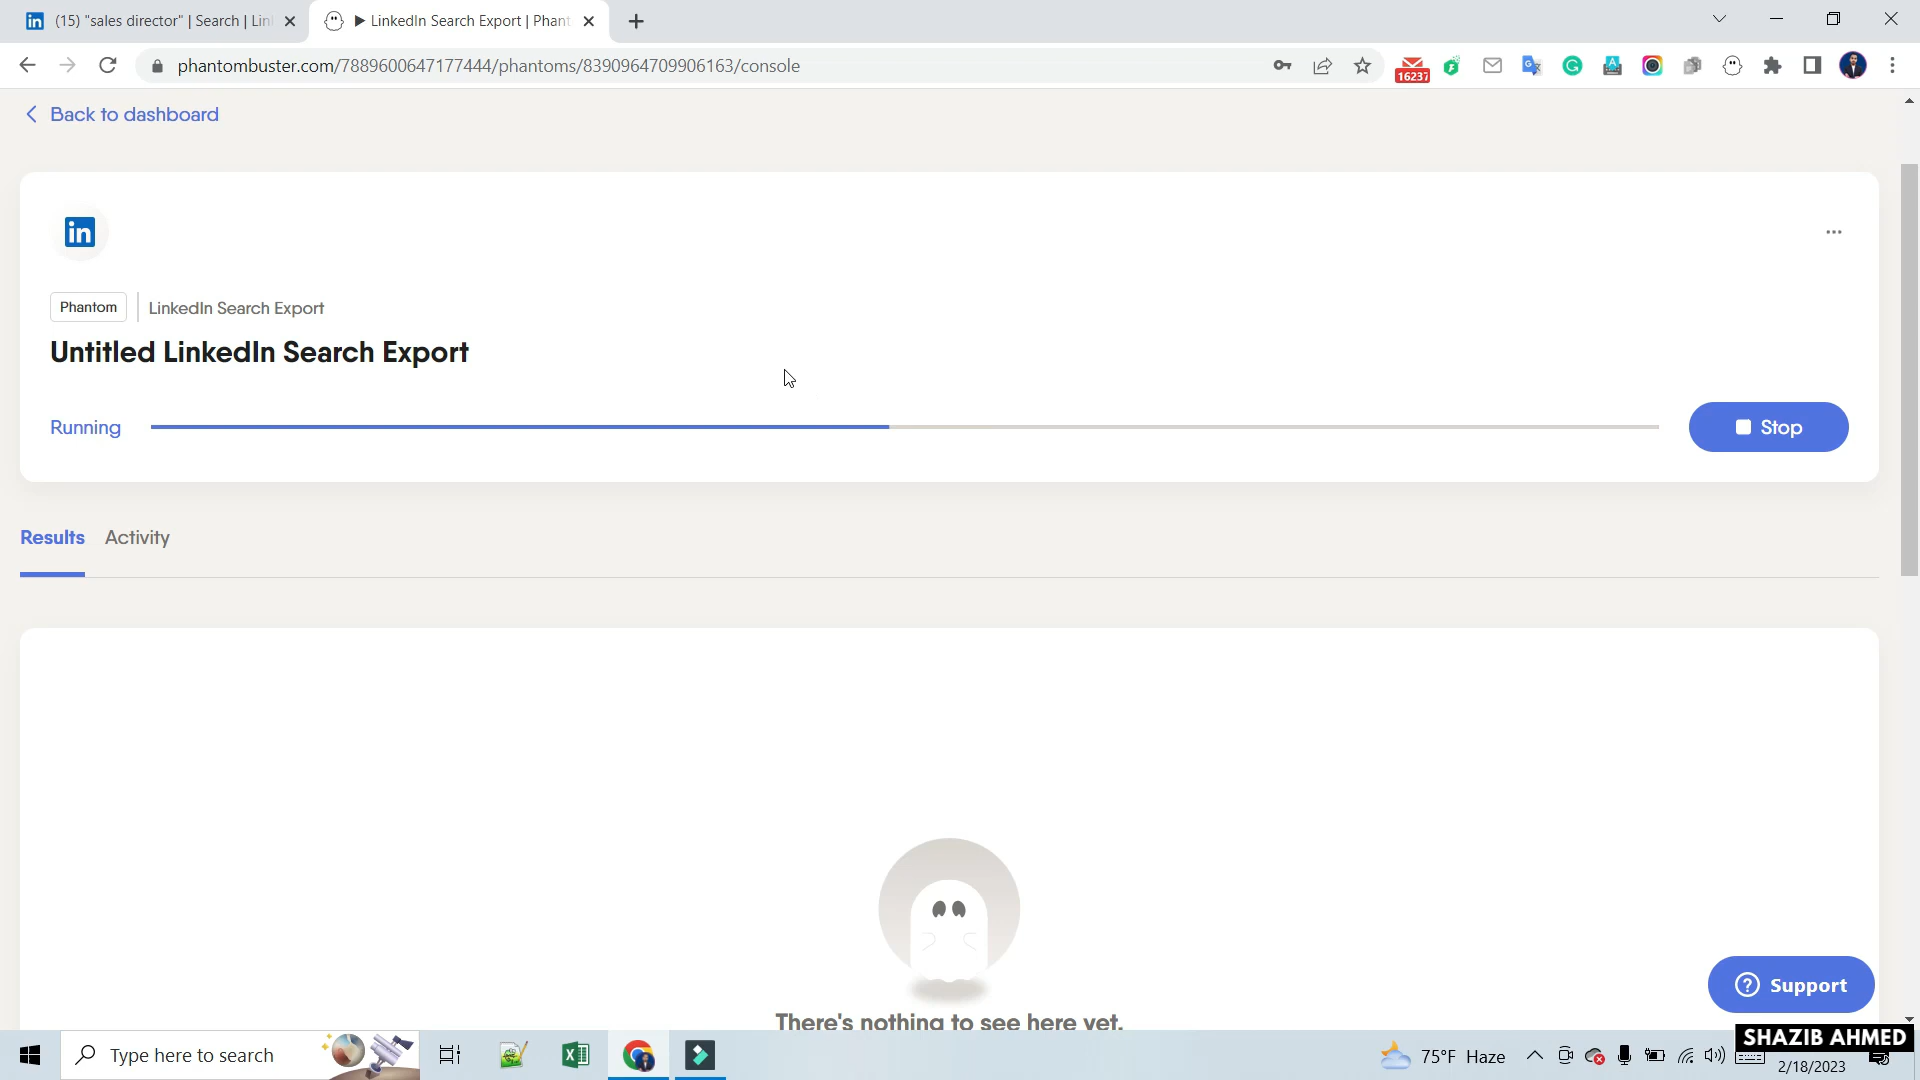 (15) "sales director" | Search | Lin
LinkedIn Search Export | Phant
phantombuster.com/7889600647177444/phantoms/8390964709906163/console
16237
Back to dashboard
in
Phantom
LinkedIn Search Export
Untitled LinkedIn Search Export
Running
Stop
Results
Activity
There's nothing to see here yet.
Support
SHAZIB AHMED
Type here to search
75°F Haze
2/18/2023